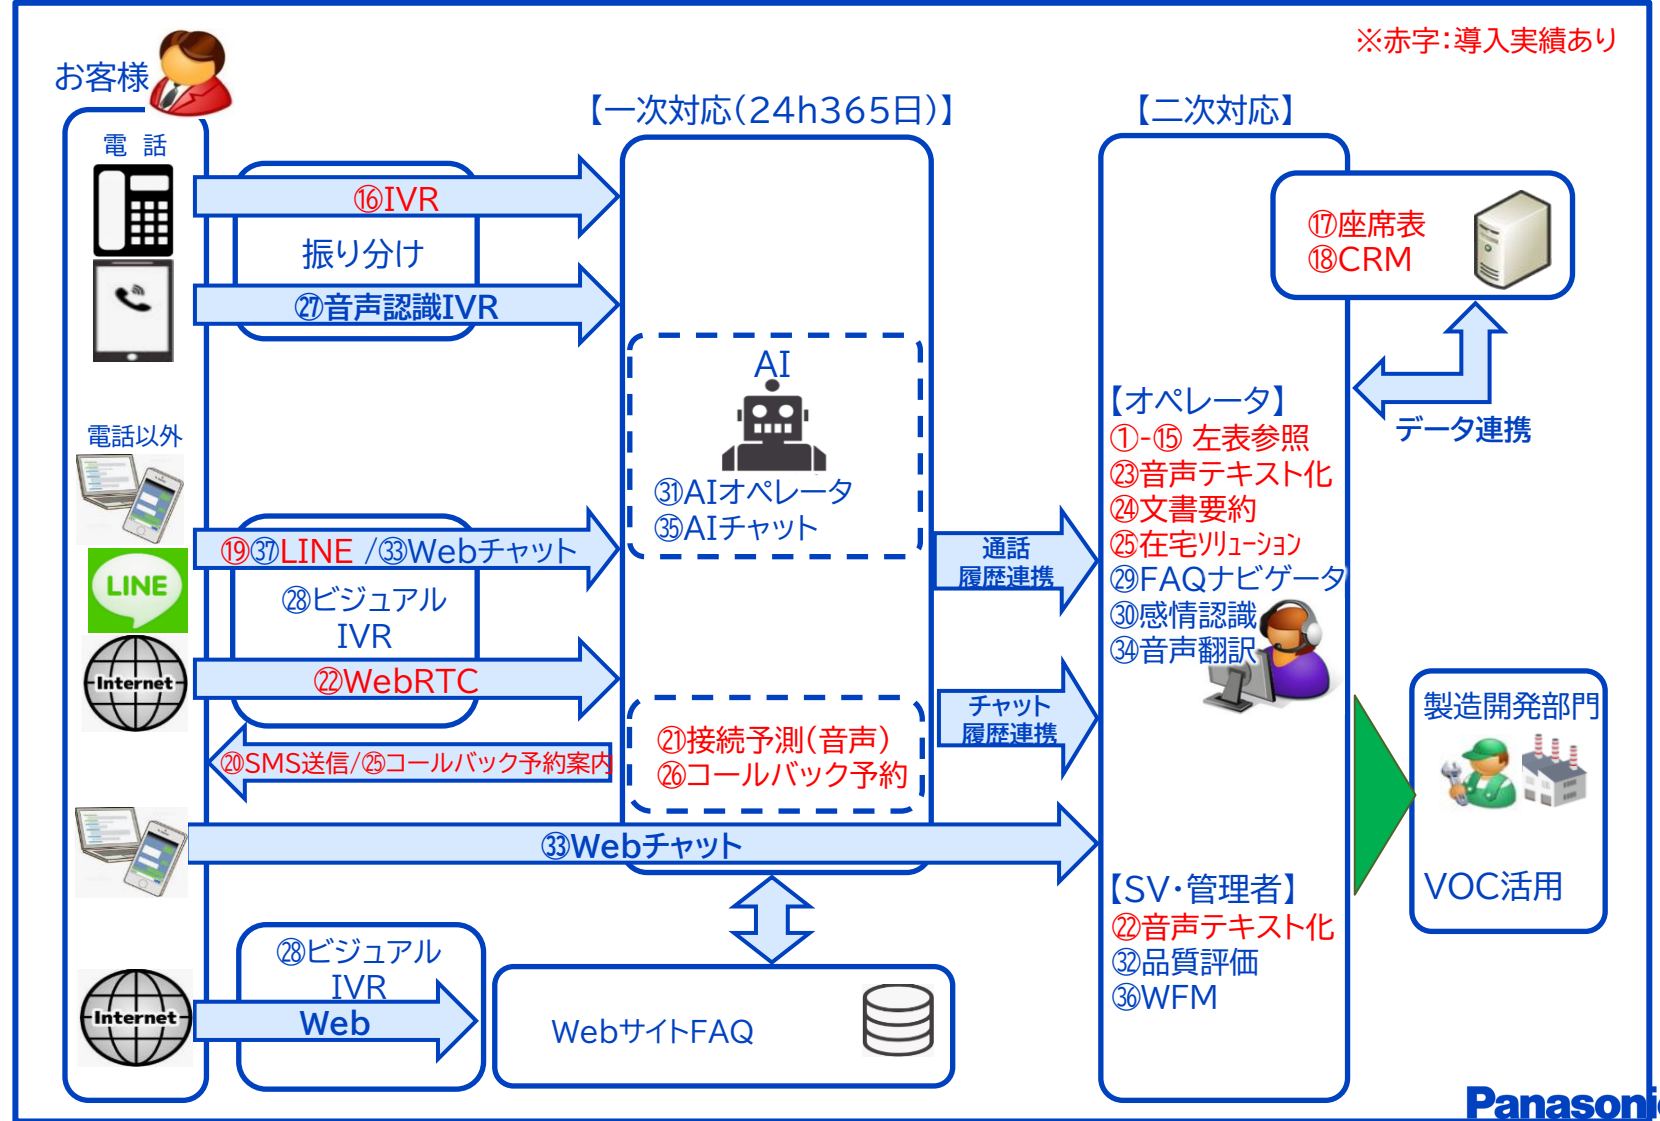 ※赤字：導入実績あり
お客様
【一次対応(24h365日)】
【二次対応】
電 話
⑯IVR
振り分け
㉗音声認識IVR
⑰座席表
⑱CRM
データ連携
AI
㉛AIオペレータ
㉟AIチャット
電話以外
LINE
Internet
⑲㊲LINE /㉝Webチャット
㉘ビジュアル
IVR
㉒WebRTC
⑳SMS送信/㉕コールバック予約案内
㉑接続予測(音声)
㉖コールバック予約
通話
履歴連携
チャット
履歴連携
【オペレータ】
①-⑮ 左表参照
㉓音声テキスト化
㉔文書要約
㉕在宅ソリューション
㉙FAQナビゲータ
㉚感情認識
㉞音声翻訳
製造開発部門
VOC活用
㉝Webチャット
【SV・管理者】
㉒音声テキスト化
㉜品質評価
㊱WFM
Internet
㉘ビジュアル
IVR
Web
WebサイトFAQ
Panasonic